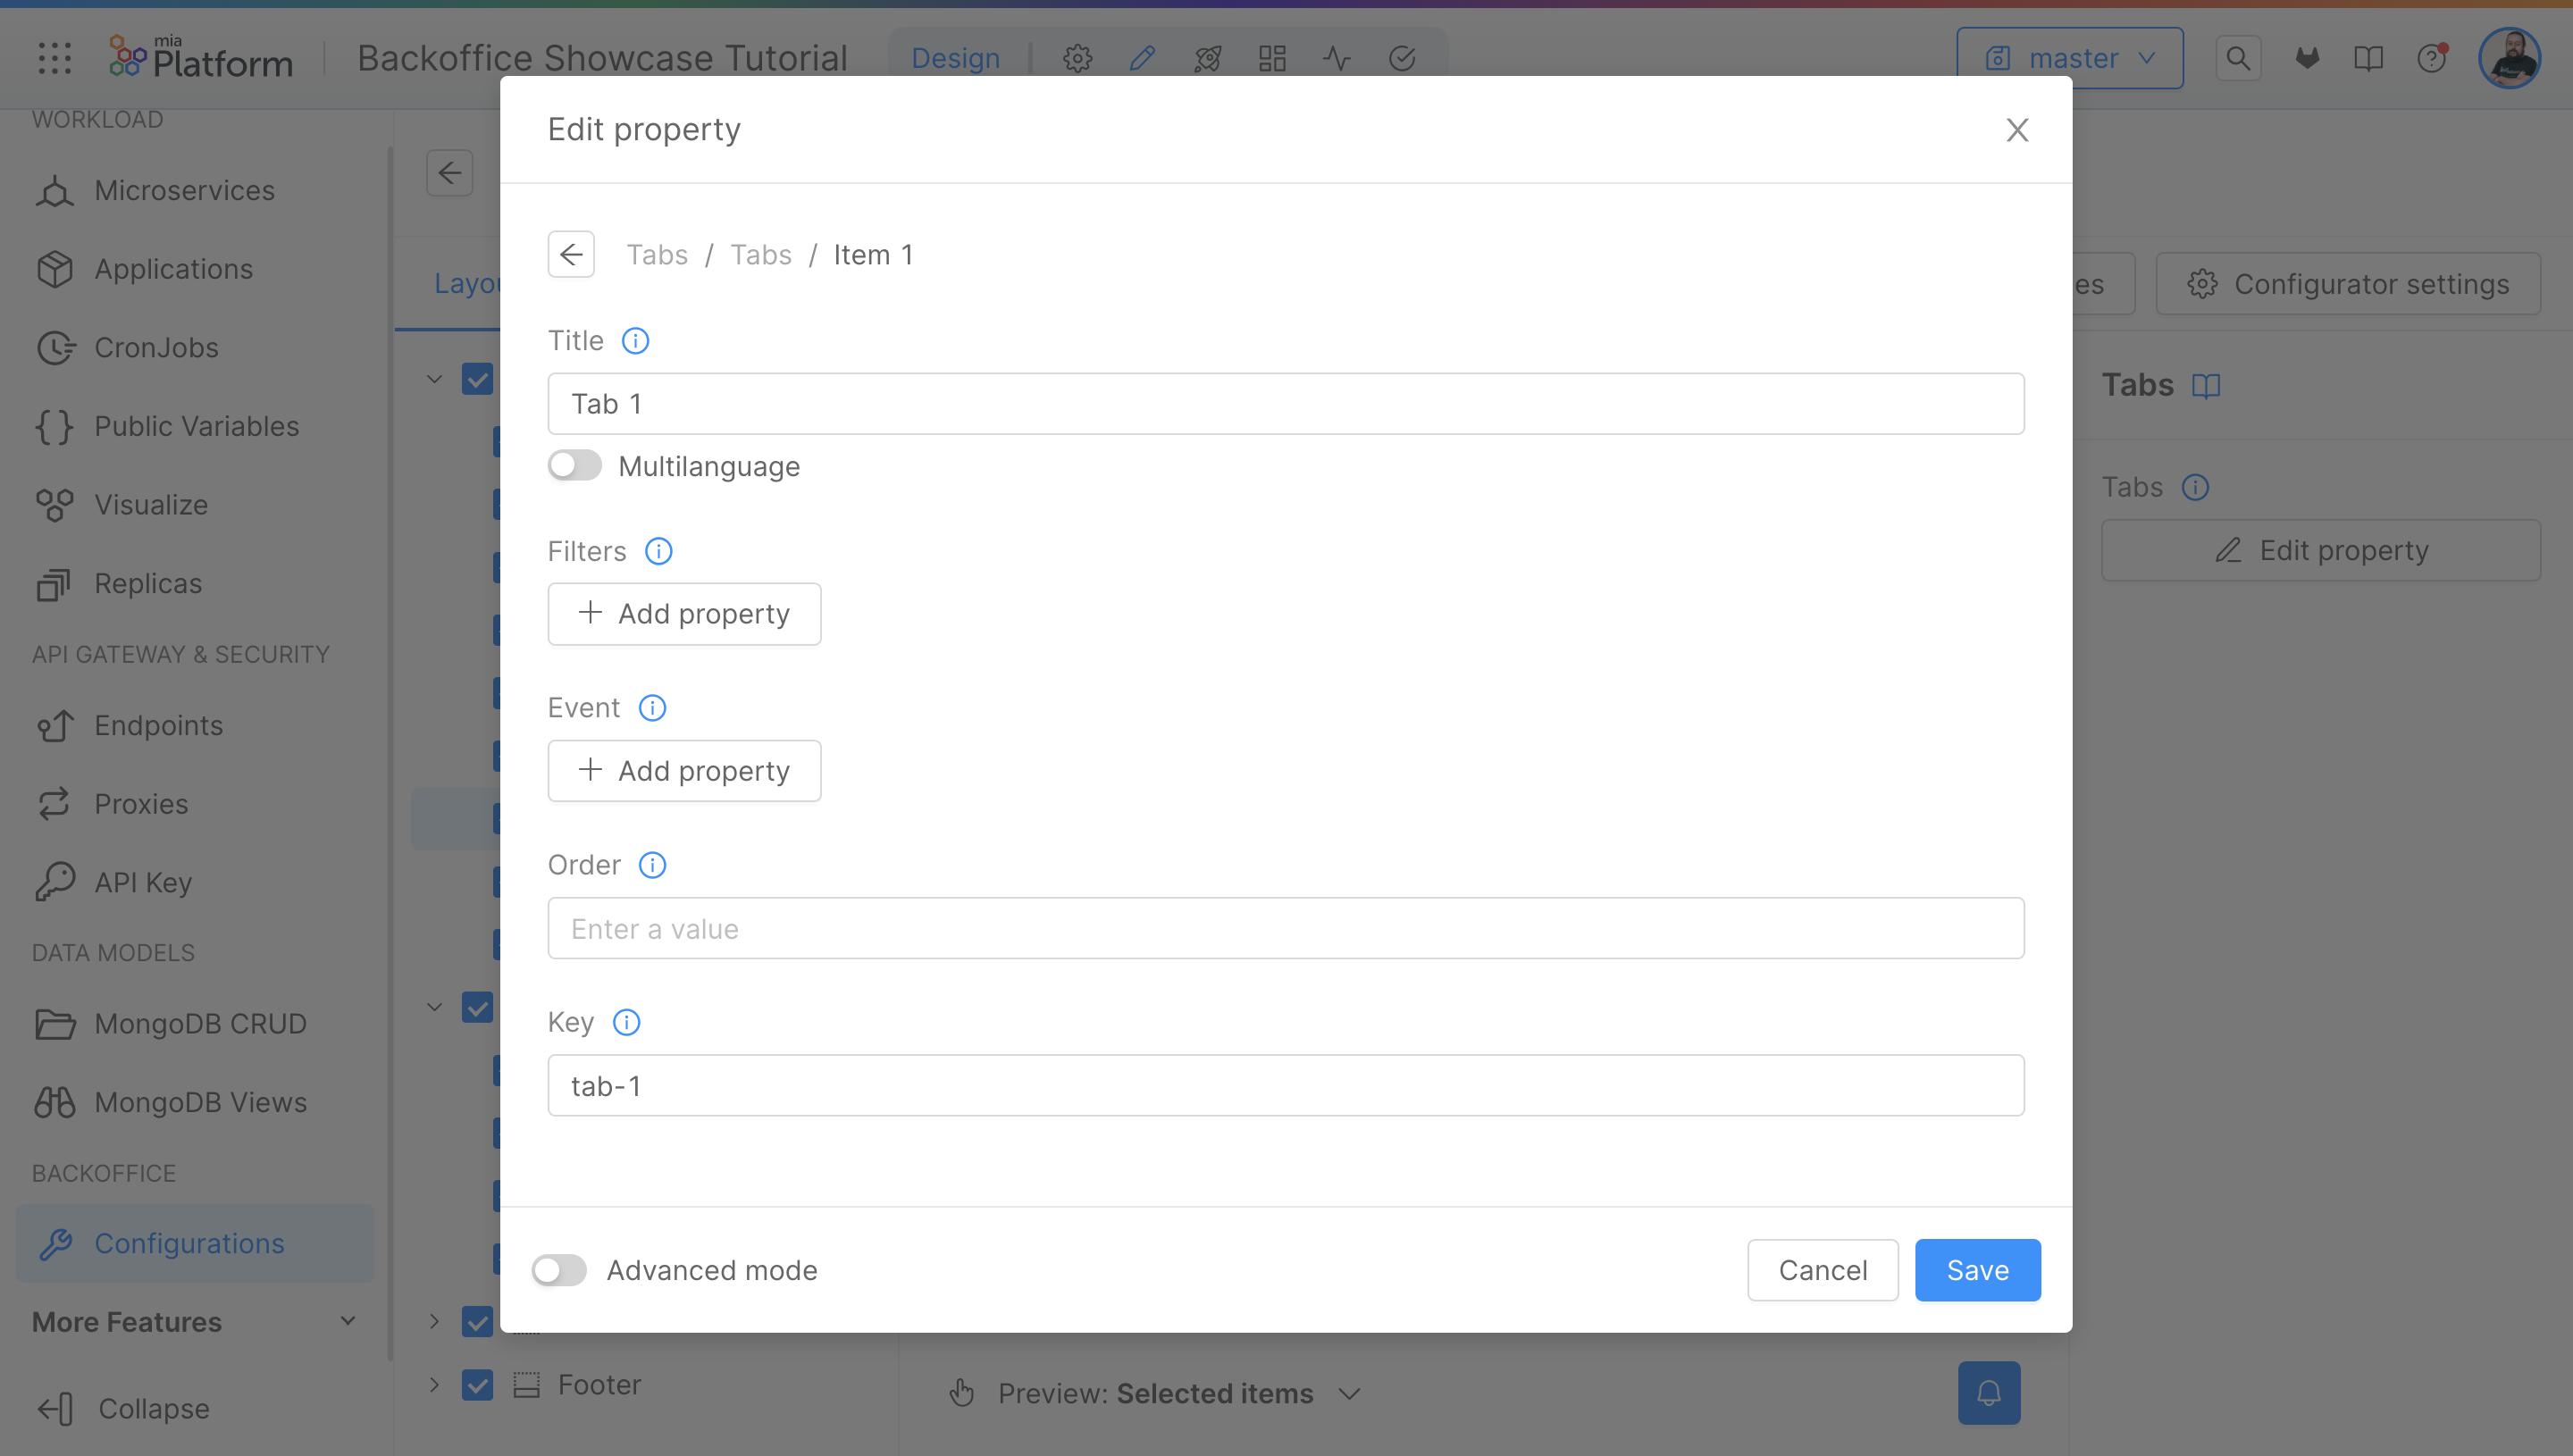 mia
Platform
Backoffice Showcase Tutorial
Design
master
WORKLOAD
Microservices
Applications
CronJobs
Public Variables
Visualize
Replicas
API GATEWAY & SECURITY
Endpoints
Proxies
API Key
DATA MODELS
MongoDB CRUD
MongoDB Views
BACKOFFICE
Configurations
More Features
Collapse
Layou
Footer
Edit property
Tabs / Tabs / Item 1
Title
Tab 1
Multilanguage
Filters
Add property
Event
Add property
Order
Enter a value
Key
tab-1
Advanced mode
Cancel
Save
Preview: Selected items
es
Configurator settings
Tabs
Tabs
Edit property